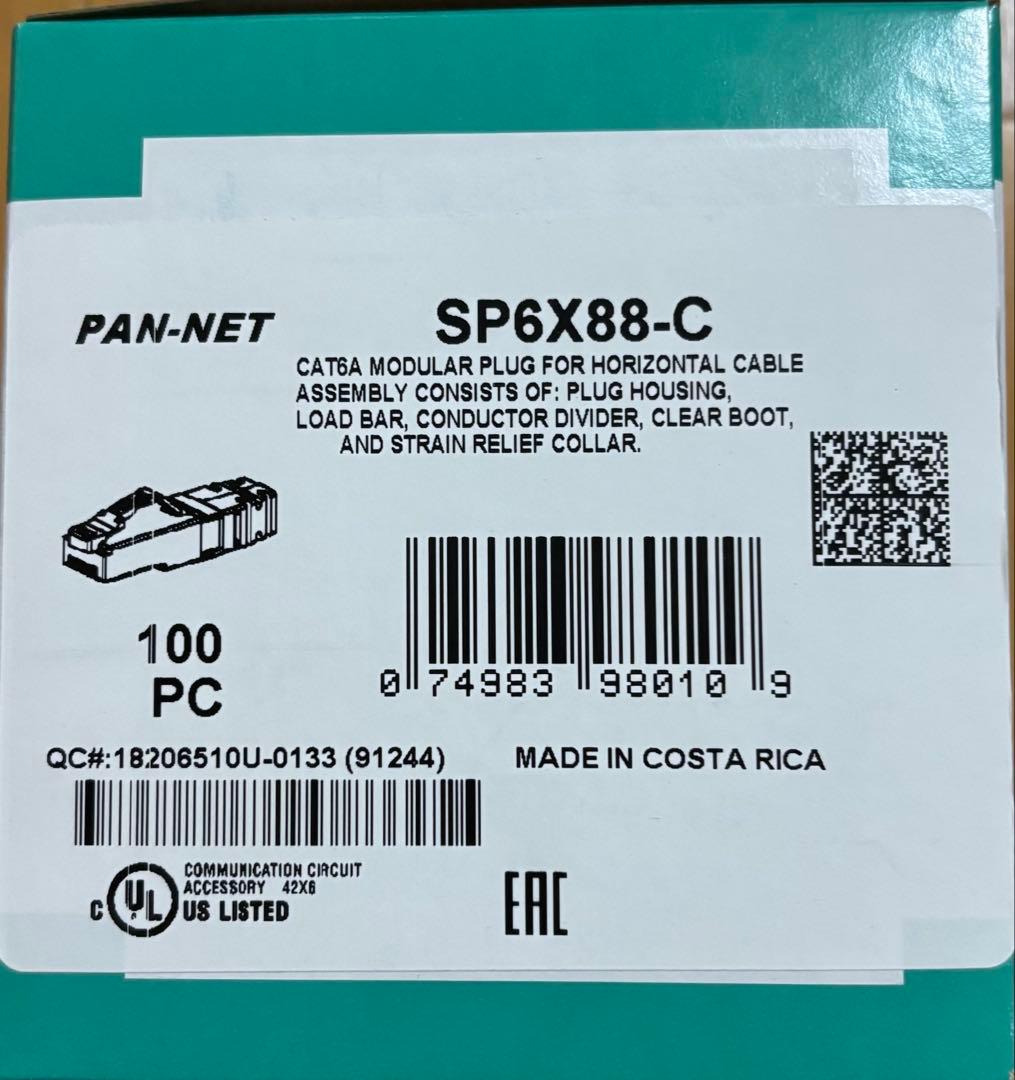 PAN-NET
SP6X88-C
CAT6A MODULAR PLUG FOR HORIZONTAL CABLE
ASSEMBLY CONSISTS OF: PLUG HOUSING,
LOAD BAR, CONDUCTOR DIVIDER, CLEAR BOOT,
AND STRAIN RELIEF COLLAR.
100
PC
0 74983 98010 9
QC#:18206510U-0133 (91244)
MADE IN COSTA RICA
COMMUNICATION CIRCUIT
ACCESSORY 42X6
C UL US LISTED
EAC